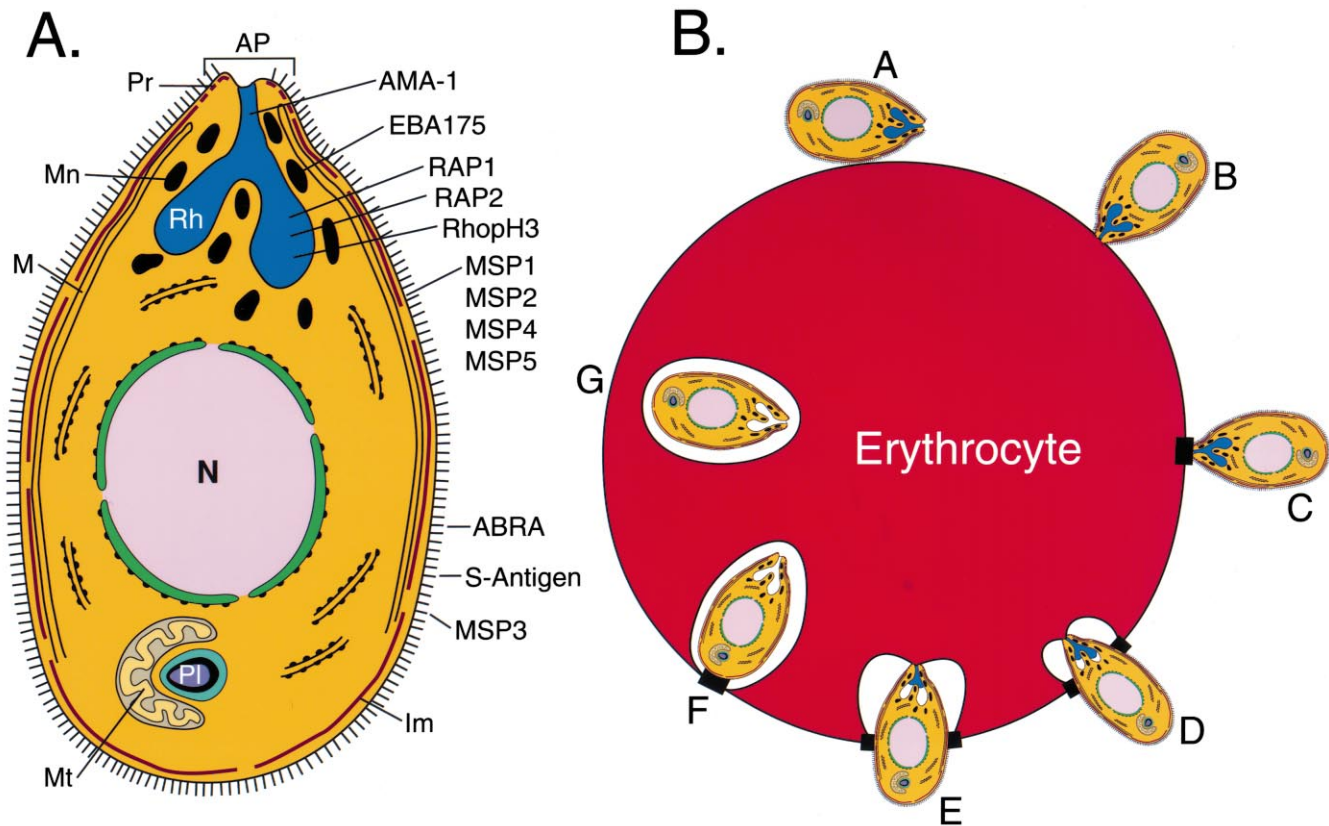 A.
AP
Pr
AMA-1
EBA175
Mn
RAP1
RAP2
Rh
RhopH3
M
MSP1
MSP2
MSP4
MSP5
N
ABRA
S-Antigen
MSP3
Pl
Im
Mt
B.
A
B
G
Erythrocyte
C
F
D
E